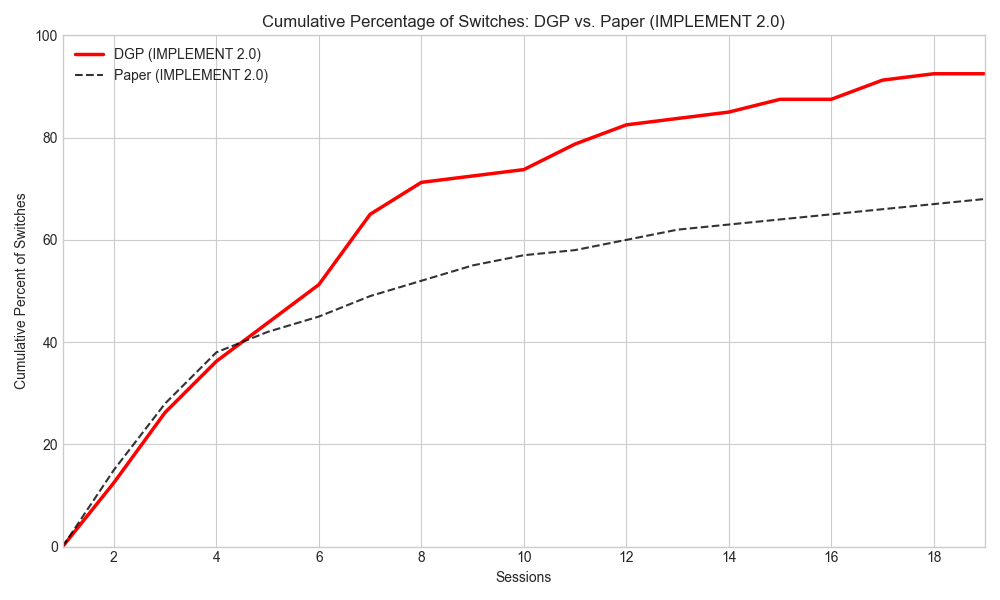 Cumulative Percentage of Switches: DGP vs. Paper (IMPLEMENT 2.0)
DGP (IMPLEMENT 2.0)
Paper (IMPLEMENT 2.0)
Cumulative Percent of Switches
100
80
60
40
20
0
2 4 6 8 10 12 14 16 18
Sessions